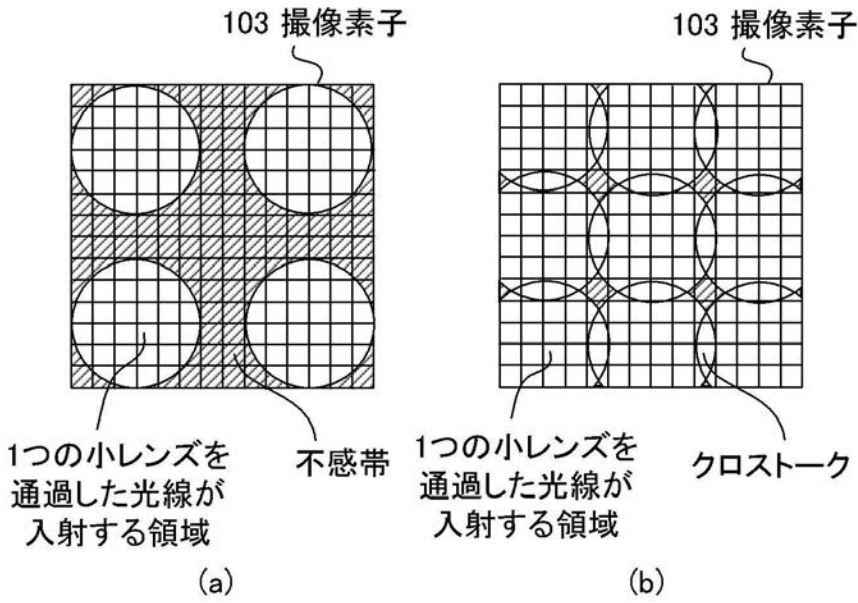 103 撮像素子
103 撮像素子
1つの小レンズを
通過した光線が
入射する領域
不感帯
1つの小レンズを
通過した光線が
入射する領域
クロストーク
(a)
(b)